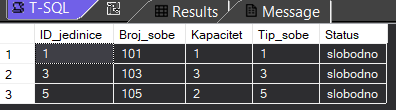 T-SQL Results Message
ID_jedinice Broj_sobe Kapacitet Tip_sobe Status
1 1 101 1 1 slobodno
2 3 103 3 3 slobodno
3 5 105 2 5 slobodno